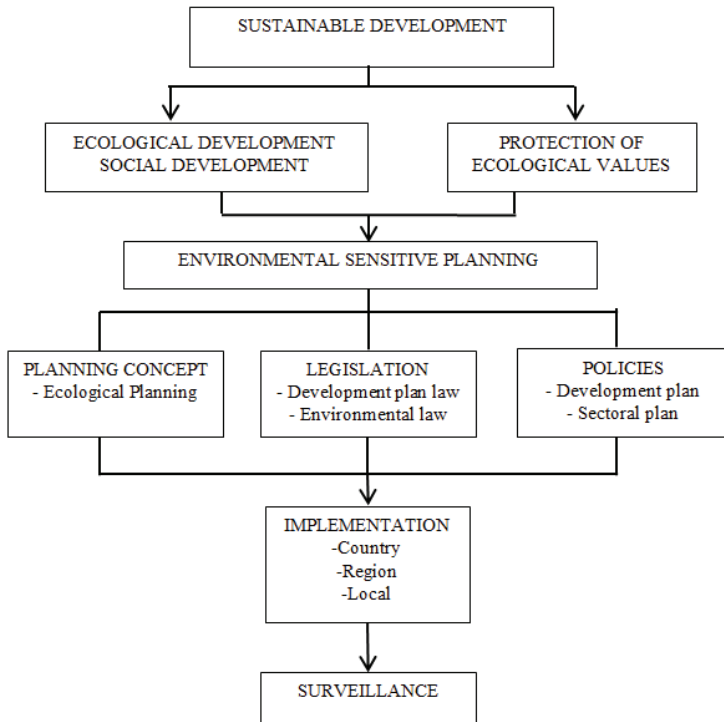 SUSTAINABLE DEVELOPMENT
ECOLOGICAL DEVELOPMENT
SOCIAL DEVELOPMENT
PROTECTION OF
ECOLOGICAL VALUES
ENVIRONMENTAL SENSITIVE PLANNING
PLANNING CONCEPT
- Ecological Planning
LEGISLATION
- Development plan law
- Environmental law
POLICIES
- Development plan
- Sectoral plan
IMPLEMENTATION
-Country
-Region
-Local
SURVEILLANCE